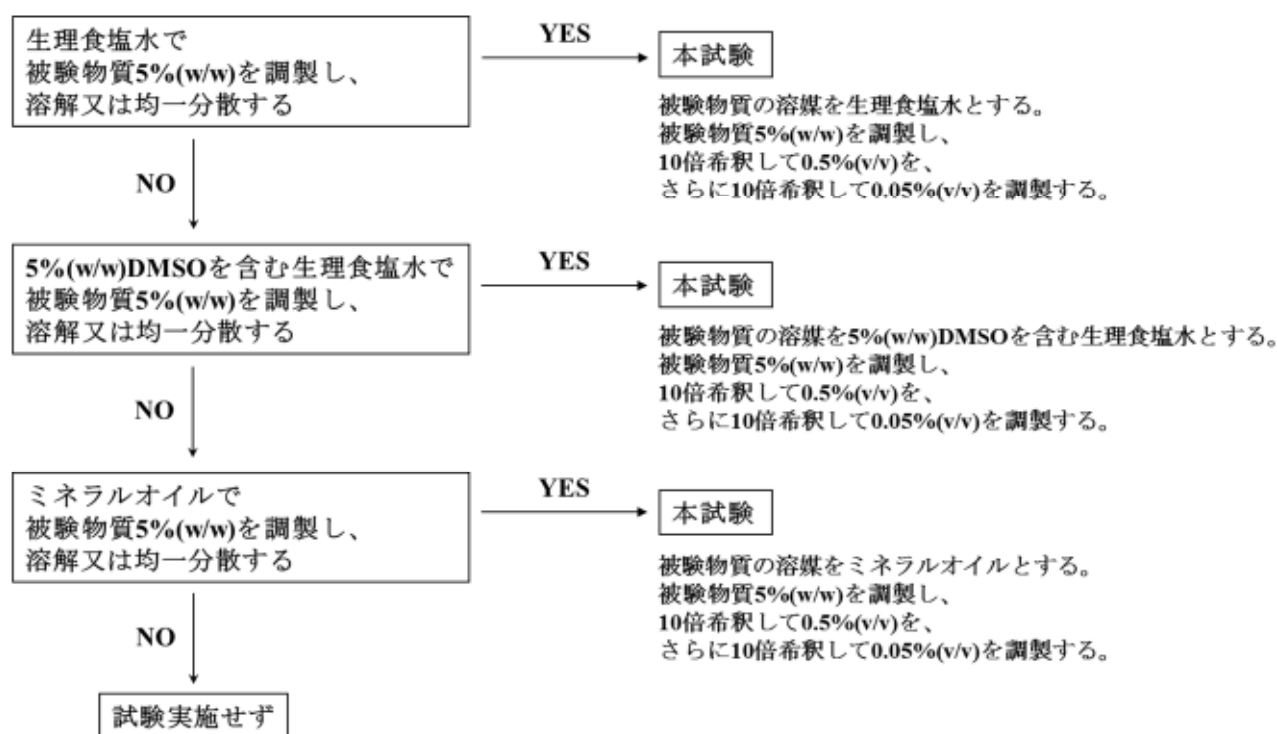 生理食塩水で
被験物質5%(w/w)を調製し、
溶解又は均一分散する
YES
本試験
被験物質の溶媒を生理食塩水とする。
被験物質5%(w/w)を調製し、
10倍希釈して0.5%(v/v)を、
さらに10倍希釈して0.05%(v/v)を調製する。
NO
5%(w/w)DMSOを含む生理食塩水で
被験物質5%(w/w)を調製し、
溶解又は均一分散する
YES
本試験
被験物質の溶媒を5%(w/w)DMSOを含む生理食塩水とする。
被験物質5%(w/w)を調製し、
10倍希釈して0.5%(v/v)を、
さらに10倍希釈して0.05%(v/v)を調製する。
NO
ミネラルオイルで
被験物質5%(w/w)を調製し、
溶解又は均一分散する
YES
本試験
被験物質の溶媒をミネラルオイルとする。
被験物質5%(w/w)を調製し、
10倍希釈して0.5%(v/v)を、
さらに10倍希釈して0.05%(v/v)を調製する。
NO
試験実施せず